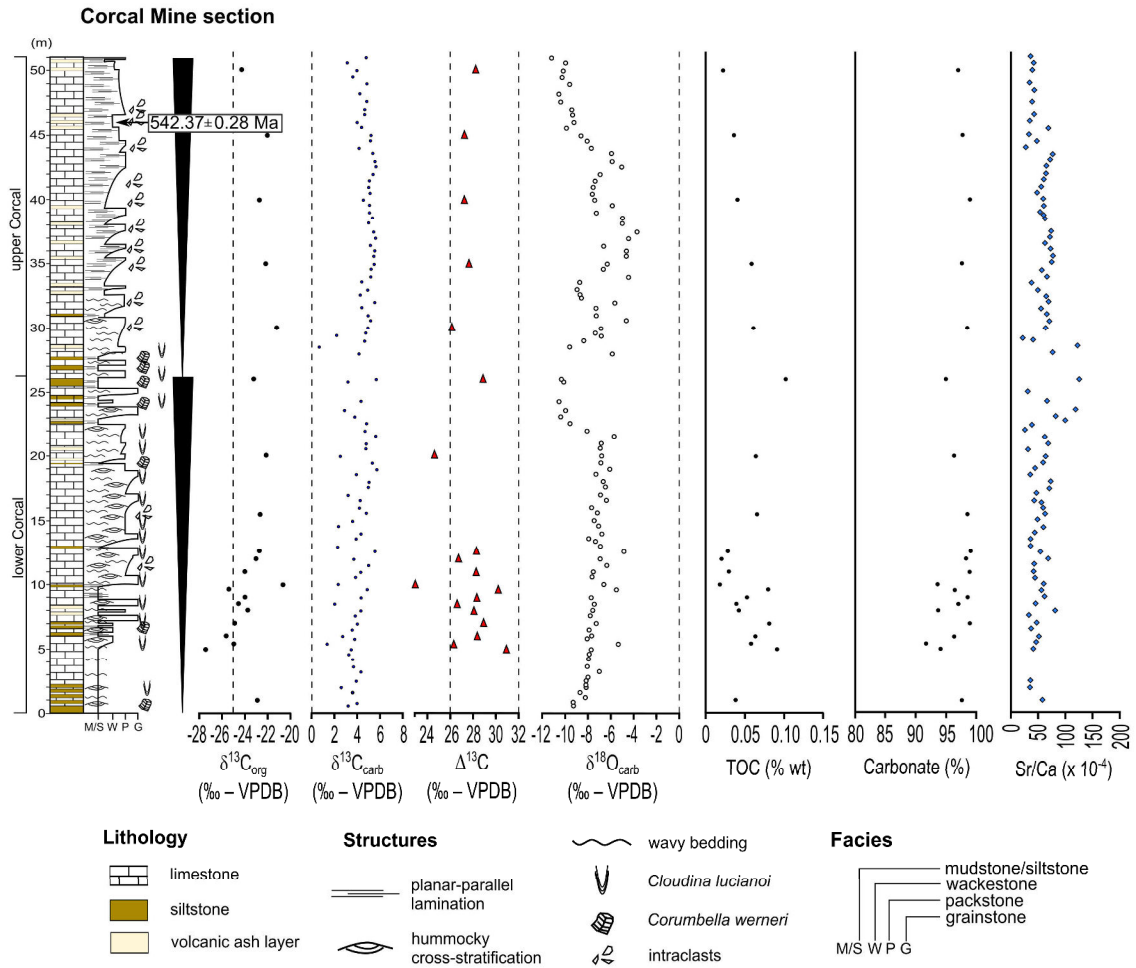 Corcal Mine section
(m)
50
45
40
35
30
25
20
15
10
5
0
upper Corcal
lower Corcal
542.37±0.28 Ma
M/S W P G
-28 -26 -24 -22 -20
δ¹³Corg
(‰ – VPDB)
0 2 4 6 8
δ¹³Ccarb
(‰ – VPDB)
24 26 28 30 32
Δ¹³C
(‰ – VPDB)
-12 -10 -8 -6 -4 -2 0
δ¹⁸Ocarb
(‰ – VPDB)
0 0.05 0.10 0.15
TOC (% wt)
80 85 90 95 100
Carbonate (%)
0 50 100 150 200
Sr/Ca (x 10⁻⁴)
Lithology
limestone
siltstone
volcanic ash layer
Structures
planar-parallel
lamination
hummocky
cross-stratification
wavy bedding
Cloudina lucianoi
Corumbella werneri
intraclasts
Facies
mudstone/siltstone
wackestone
packstone
grainstone
M/S W P G